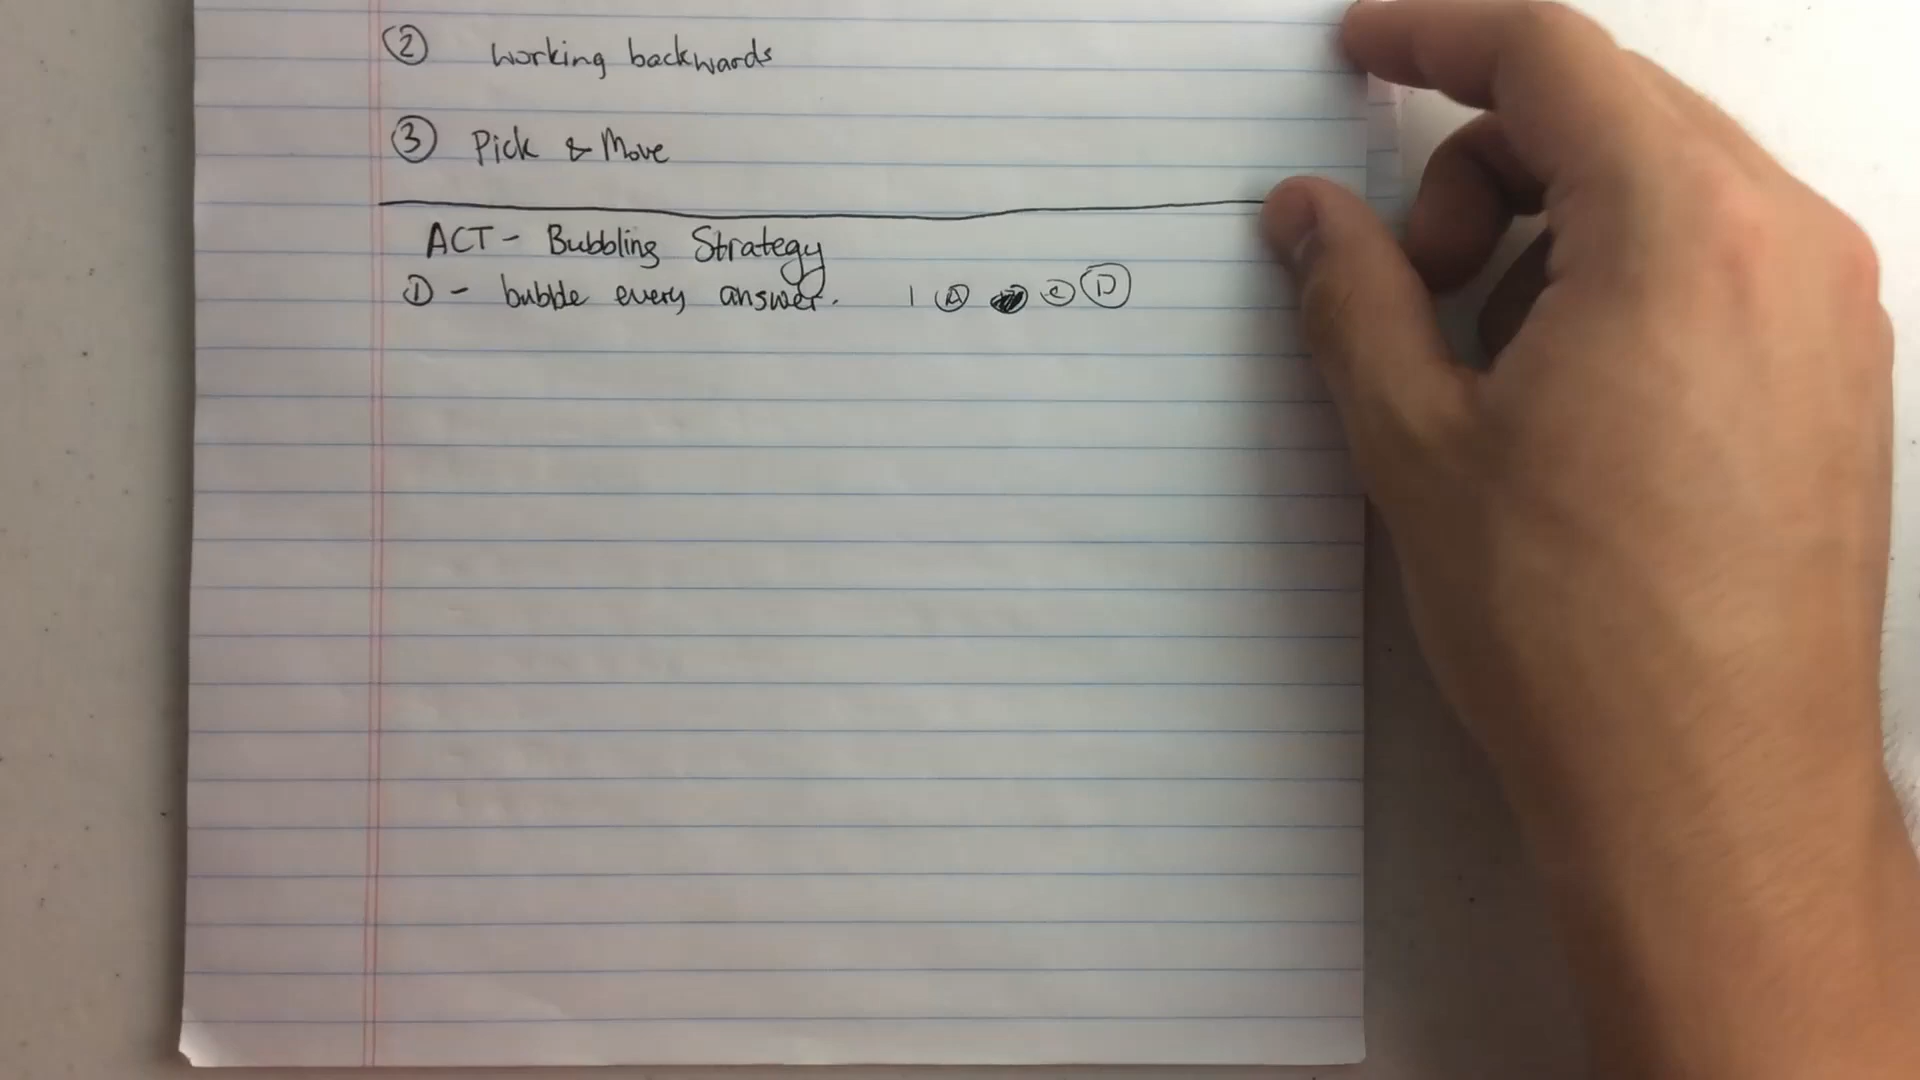 ② Working backwards
③ Pick & Move
ACT - Bubbling Strategy
① - bubble every answer. 1 Ⓐ Ⓒ Ⓓ